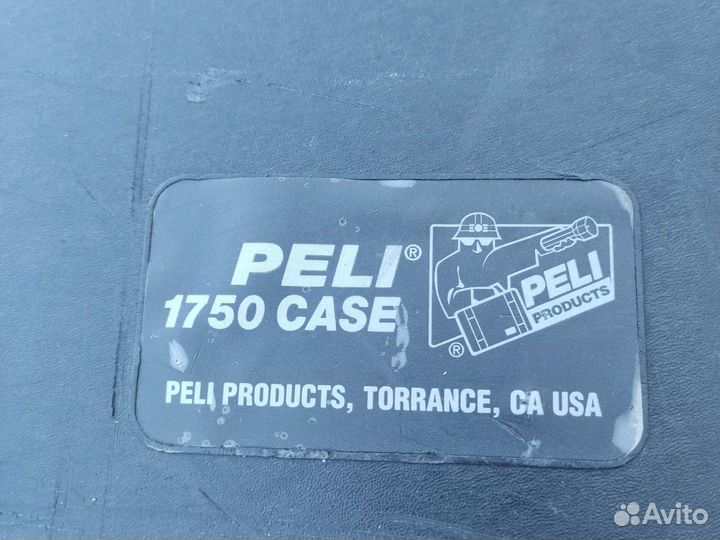 PELI®
1750 CASE
PELI
PRODUCTS
®
PELI PRODUCTS, TORRANCE, CA USA
Avito